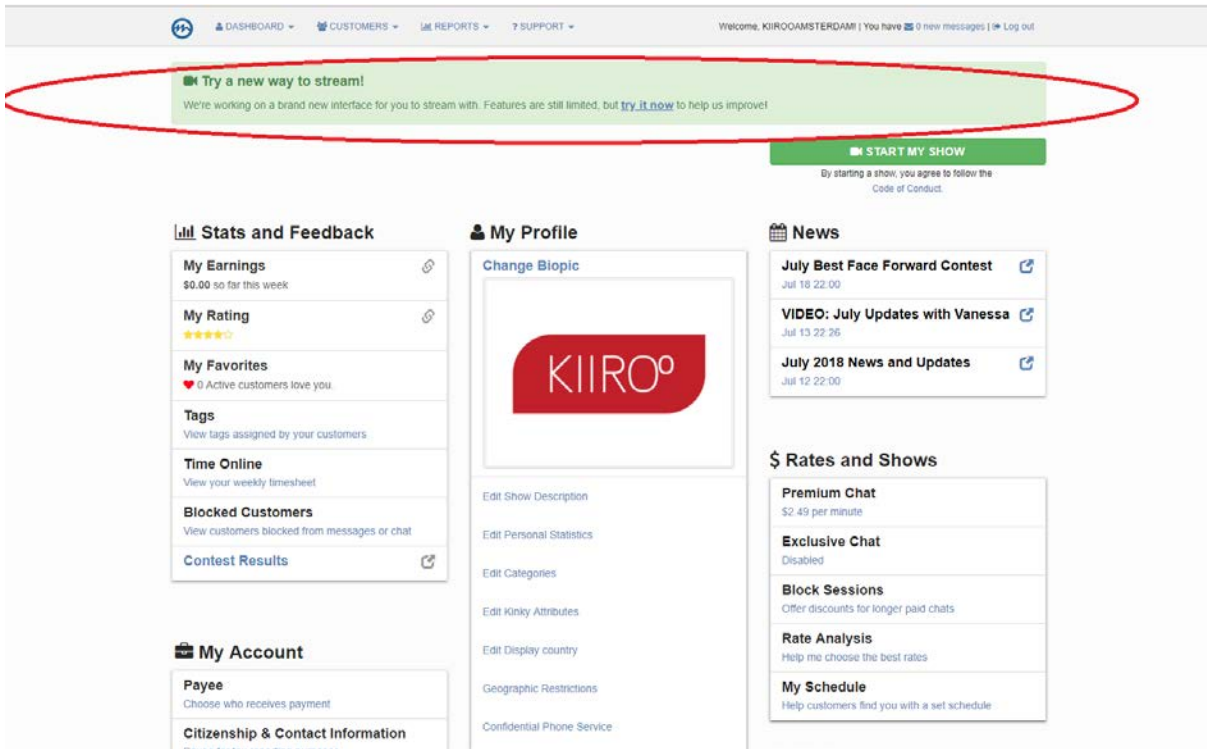 DASHBOARD CUSTOMERS REPORTS ? SUPPORT Welcome, KIIROOAMSTERDAM! | You have 0 new messages | Log out
Try a new way to stream!
We're working on a brand new interface for you to stream with. Features are still limited, but try it now to help us improve!
START MY SHOW
By starting a show, you agree to follow the
Code of Conduct.
Stats and Feedback
My Earnings
$0.00 so far this week
My Rating
My Favorites
0 Active customers love you.
Tags
View tags assigned by your customers
Time Online
View your weekly timesheet
Blocked Customers
View customers blocked from messages or chat
Contest Results
My Account
Payee
Choose who receives payment
Citizenship & Contact Information
My Profile
Change Biopic
KIIROO
Edit Show Description
Edit Personal Statistics
Edit Categories
Edit Kinky Attributes
Edit Display country
Geographic Restrictions
Confidential Phone Service
News
July Best Face Forward Contest
Jul 18 22:00
VIDEO: July Updates with Vanessa
Jul 13 22:26
July 2018 News and Updates
Jul 12 22:00
$ Rates and Shows
Premium Chat
$2.49 per minute
Exclusive Chat
Disabled
Block Sessions
Offer discounts for longer paid chats
Rate Analysis
Help me choose the best rates
My Schedule
Help customers find you with a set schedule